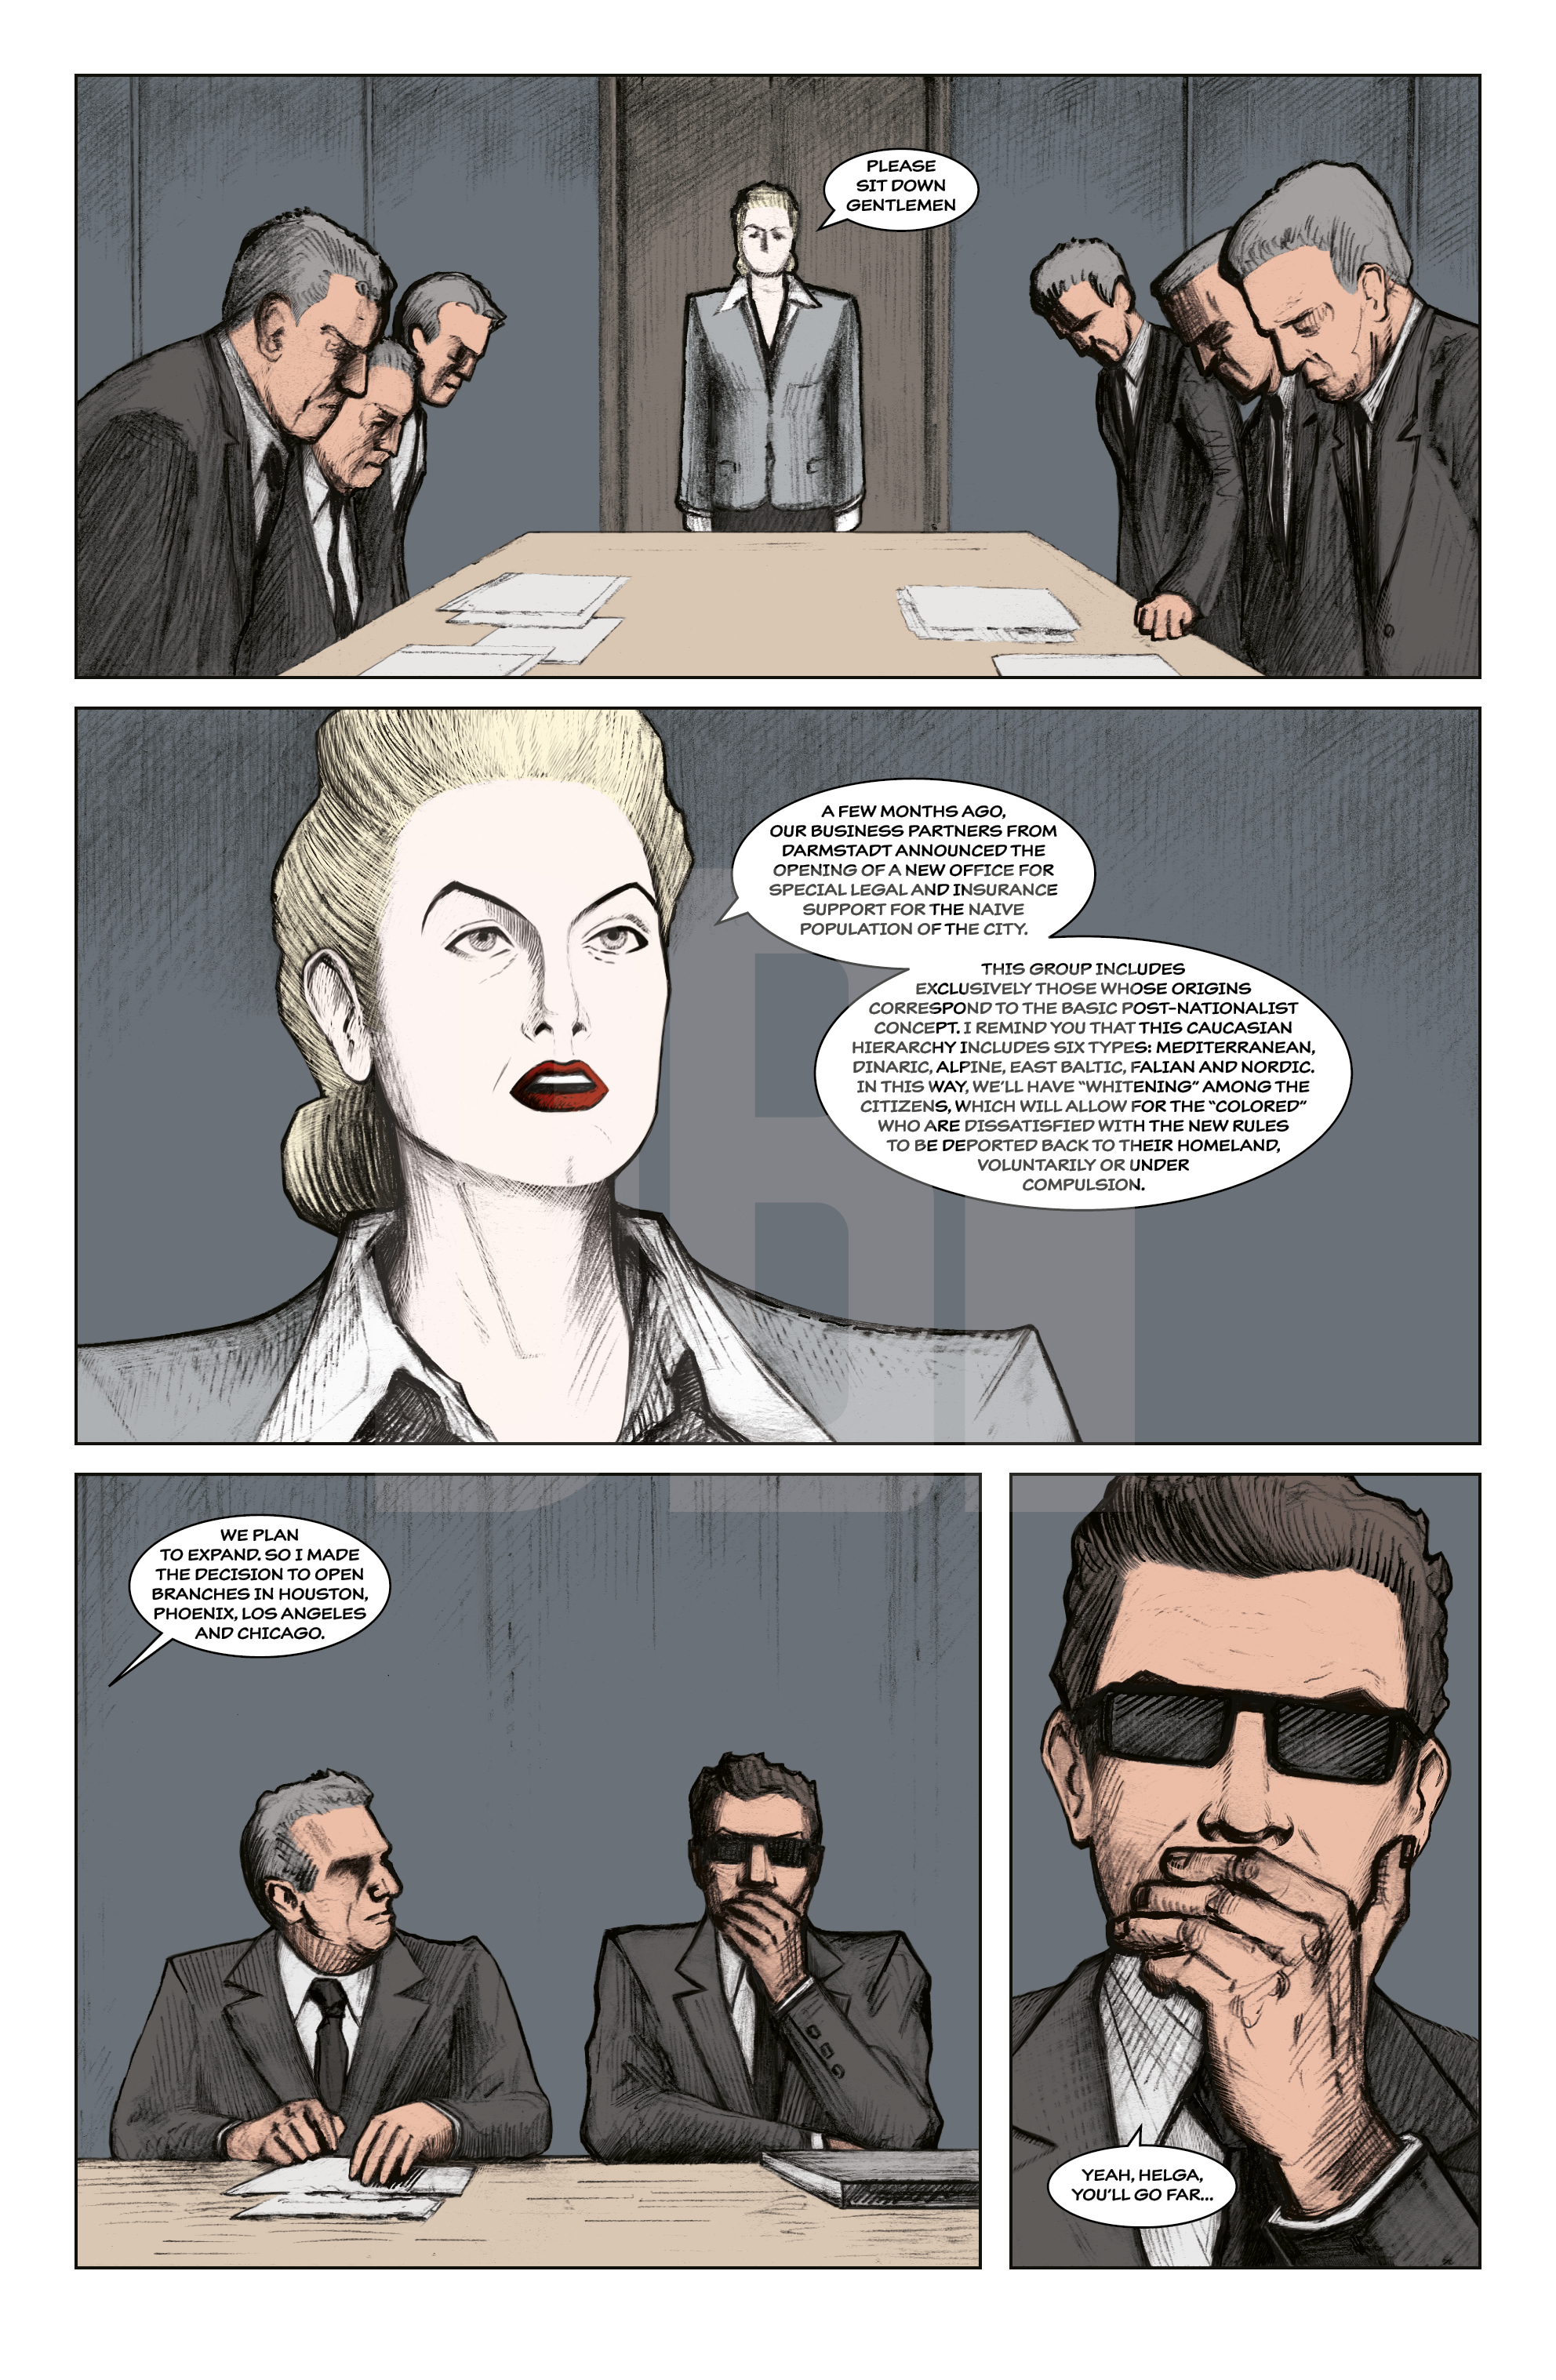 PLEASE
SIT DOWN
GENTLEMEN
A FEW MONTHS AGO,
OUR BUSINESS PARTNERS FROM
DARMSTADT ANNOUNCED THE
OPENING OF A NEW OFFICE FOR
SPECIAL LEGAL AND INSURANCE
SUPPORT FOR THE NAIVE
POPULATION OF THE CITY.
THIS GROUP INCLUDES
EXCLUSIVELY THOSE WHOSE ORIGINS
CORRESPOND TO THE BASIC POST-NATIONALIST
CONCEPT. I REMIND YOU THAT THIS CAUCASIAN
HIERARCHY INCLUDES SIX TYPES: MEDITERRANEAN,
DINARIC, ALPINE, EAST BALTIC, FALIAN AND NORDIC.
IN THIS WAY, WE'LL HAVE "WHITENING" AMONG THE
CITIZENS, WHICH WILL ALLOW FOR THE "COLORED"
WHO ARE DISSATISFIED WITH THE NEW RULES
TO BE DEPORTED BACK TO THEIR HOMELAND,
VOLUNTARILY OR UNDER
COMPULSION.
WE PLAN
TO EXPAND. SO I MADE
THE DECISION TO OPEN
BRANCHES IN HOUSTON,
PHOENIX, LOS ANGELES
AND CHICAGO.
YEAH, HELGA,
YOU'LL GO FAR...